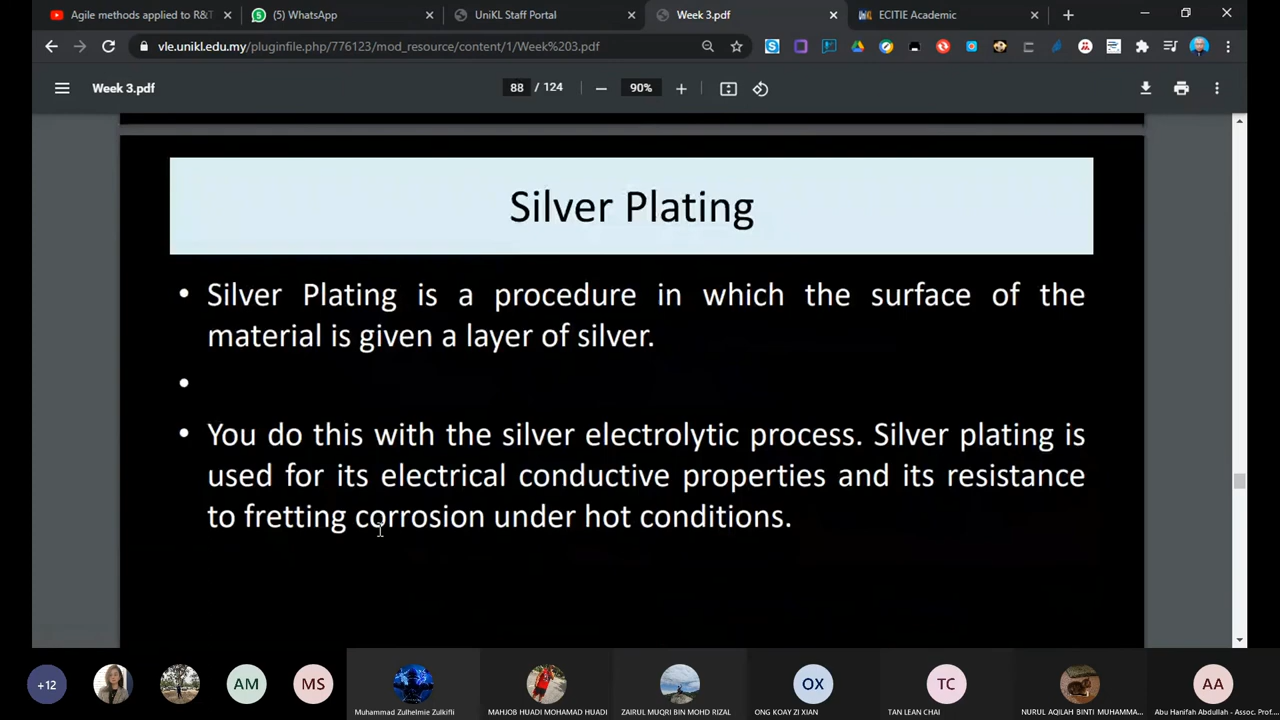 Agile methods applied to R&T
(5) WhatsApp
UniKL Staff Portal
Week 3.pdf
ECITIE Academic
vle.unikl.edu.my/pluginfile.php/776123/mod_resource/content/1/Week%203.pdf
Week 3.pdf
88 / 124
90%
Silver Plating
• Silver Plating is a procedure in which the surface of the
material is given a layer of silver.
•
• You do this with the silver electrolytic process. Silver plating is
used for its electrical conductive properties and its resistance
to fretting corrosion under hot conditions.
+12
AM
MS
OX
TC
AA
Muhammad Zulhelmie Zulkifli
MAHJOB HUADI MOHAMAD HUADI
ZAIRUL MUQRI BIN MOHD RIZAL
ONG KOAY ZI XIAN
TAN LEAN CHAI
NURUL AQILAH BINTI MUHAMMA...
Abu Hanifah Abdullah - Assoc. Prof...